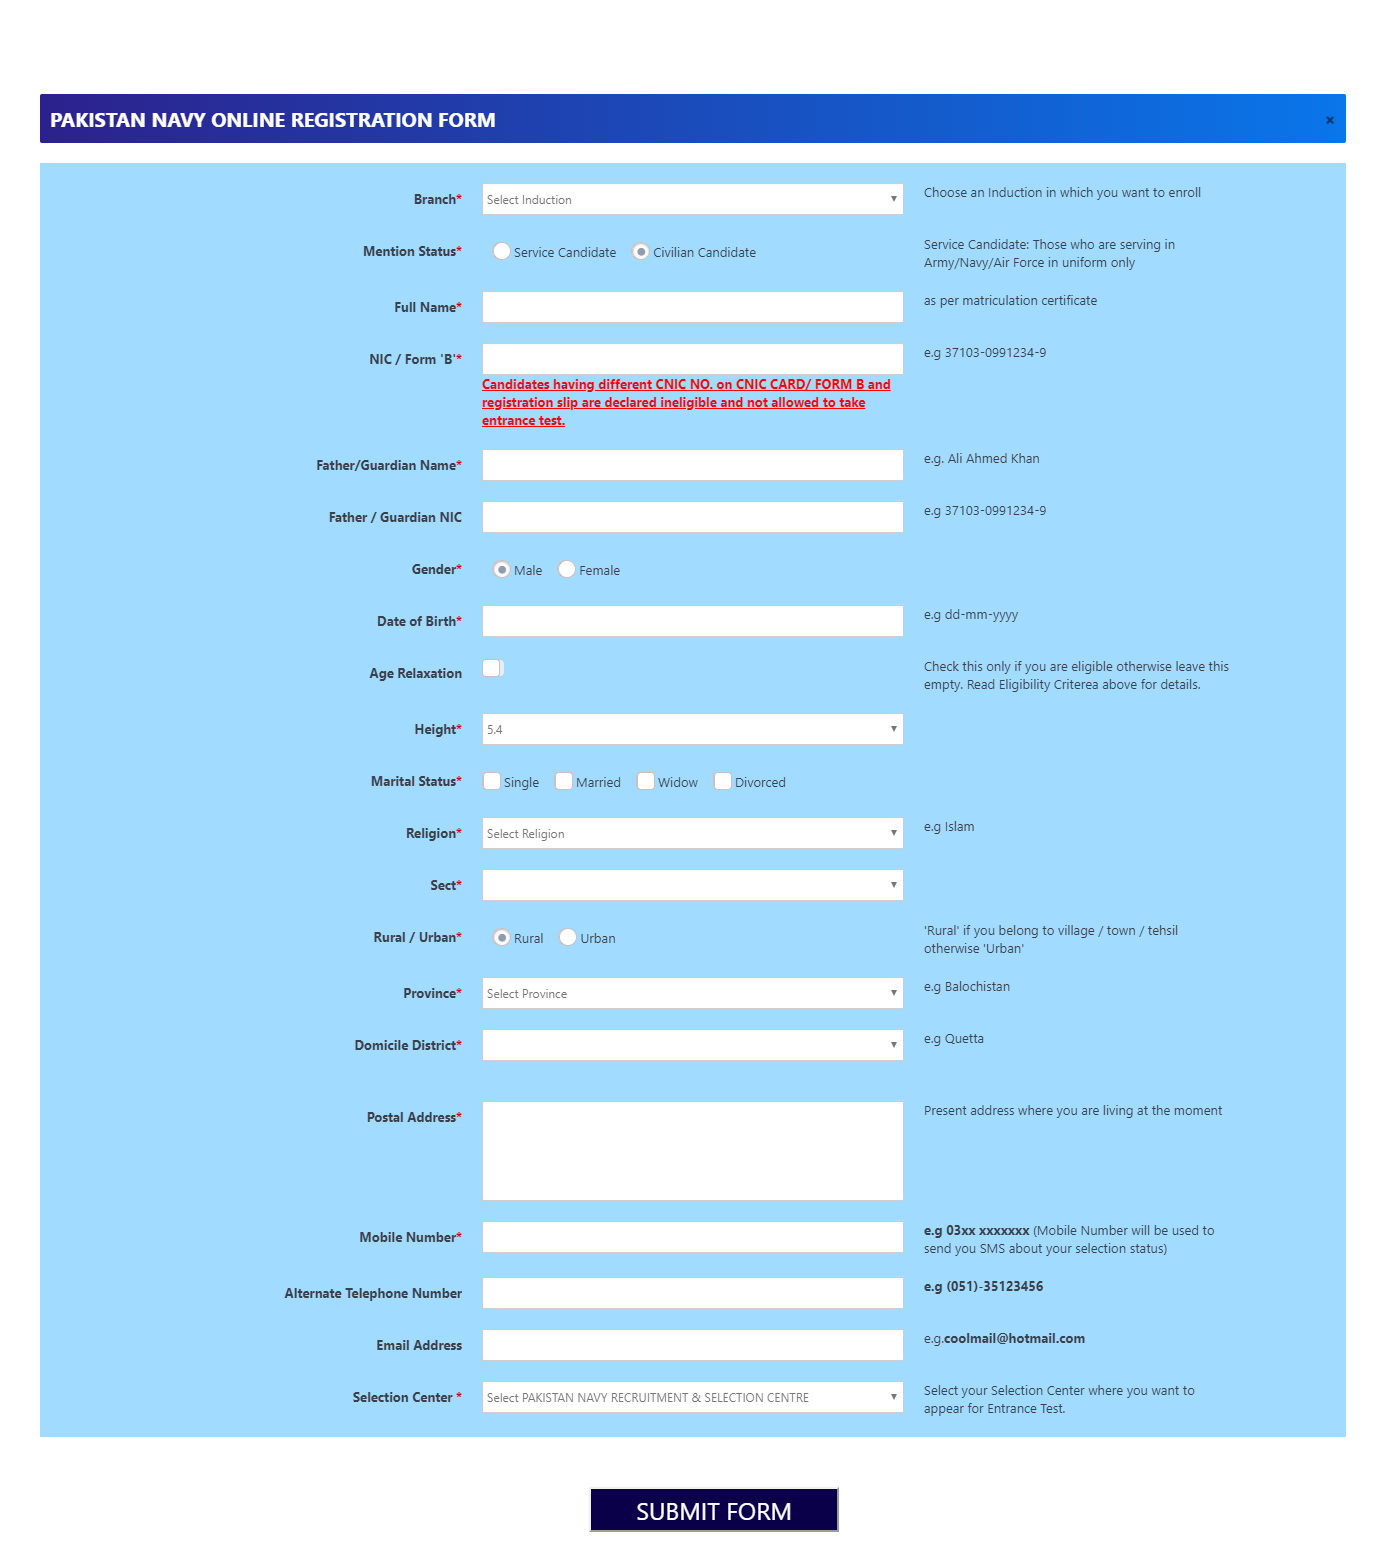 PAKISTAN NAVY ONLINE REGISTRATION FORM
×
Branch* Select Induction Choose an Induction in which you want to enroll
Mention Status* Service Candidate Civilian Candidate Service Candidate: Those who are serving in
Army/Navy/Air Force in uniform only
Full Name* as per matriculation certificate
NIC / Form 'B'* e.g 37103-0991234-9
Candidates having different CNIC NO. on CNIC CARD/ FORM B and
registration slip are declared ineligible and not allowed to take
entrance test.
Father/Guardian Name* e.g. Ali Ahmed Khan
Father / Guardian NIC e.g 37103-0991234-9
Gender* Male Female
Date of Birth* e.g dd-mm-yyyy
Age Relaxation Check this only if you are eligible otherwise leave this
empty. Read Eligibility Criterea above for details.
Height* 5.4
Marital Status* Single Married Widow Divorced
Religion* Select Religion e.g Islam
Sect*
Rural / Urban* Rural Urban 'Rural' if you belong to village / town / tehsil
otherwise 'Urban'
Province* Select Province e.g Balochistan
Domicile District* e.g Quetta
Postal Address* Present address where you are living at the moment
Mobile Number* e.g 03xx xxxxxxx (Mobile Number will be used to
send you SMS about your selection status)
Alternate Telephone Number e.g (051)-35123456
Email Address e.g.coolmail@hotmail.com
Selection Center * Select PAKISTAN NAVY RECRUITMENT & SELECTION CENTRE Select your Selection Center where you want to
appear for Entrance Test.
SUBMIT FORM